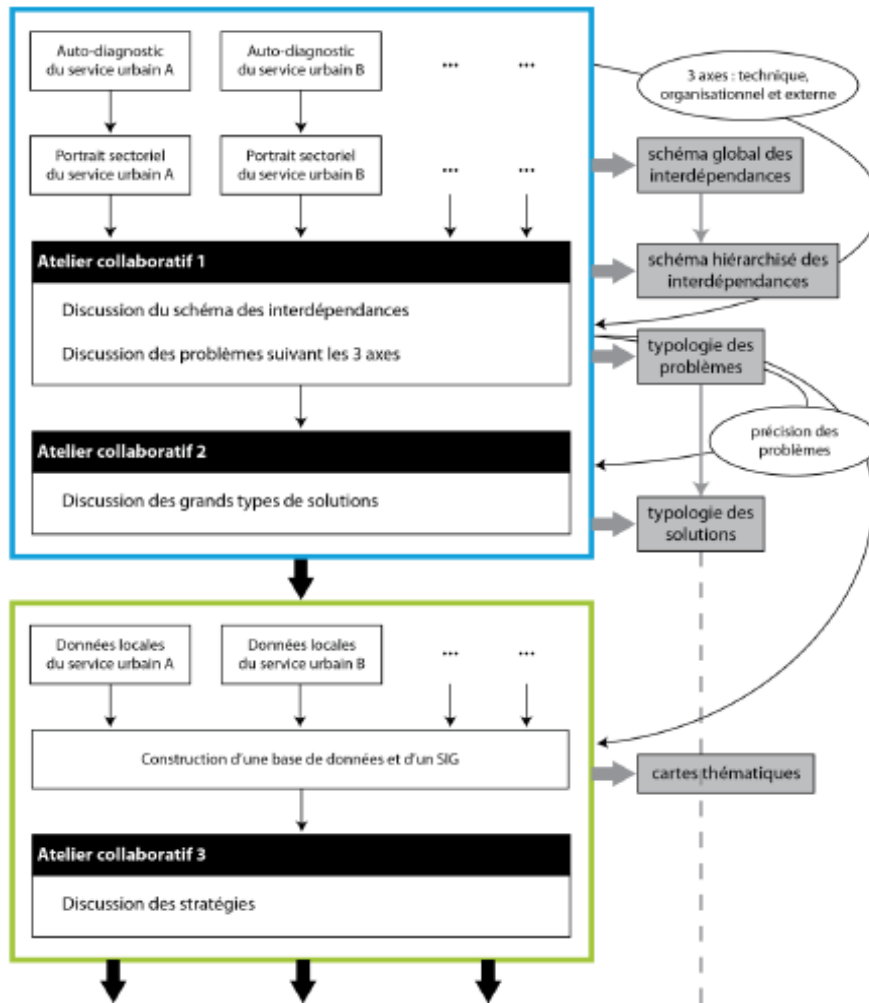 Auto-diagnostic
du service urbain A
Auto-diagnostic
du service urbain B
...
...
3 axes : technique,
organisationnel et externe
Portrait sectoriel
du service urbain A
Portrait sectoriel
du service urbain B
...
...
schéma global des
interdépendances
Atelier collaboratif 1
schéma hiérarchisé des
interdépendances
Discussion du schéma des interdépendances
Discussion des problèmes suivant les 3 axes
typologie des
problèmes
précision des
problèmes
Atelier collaboratif 2
Discussion des grands types de solutions
typologie des
solutions
Données locales
du service urbain A
Données locales
du service urbain B
...
...
Construction d'une base de données et d'un SIG
cartes thématiques
Atelier collaboratif 3
Discussion des stratégies